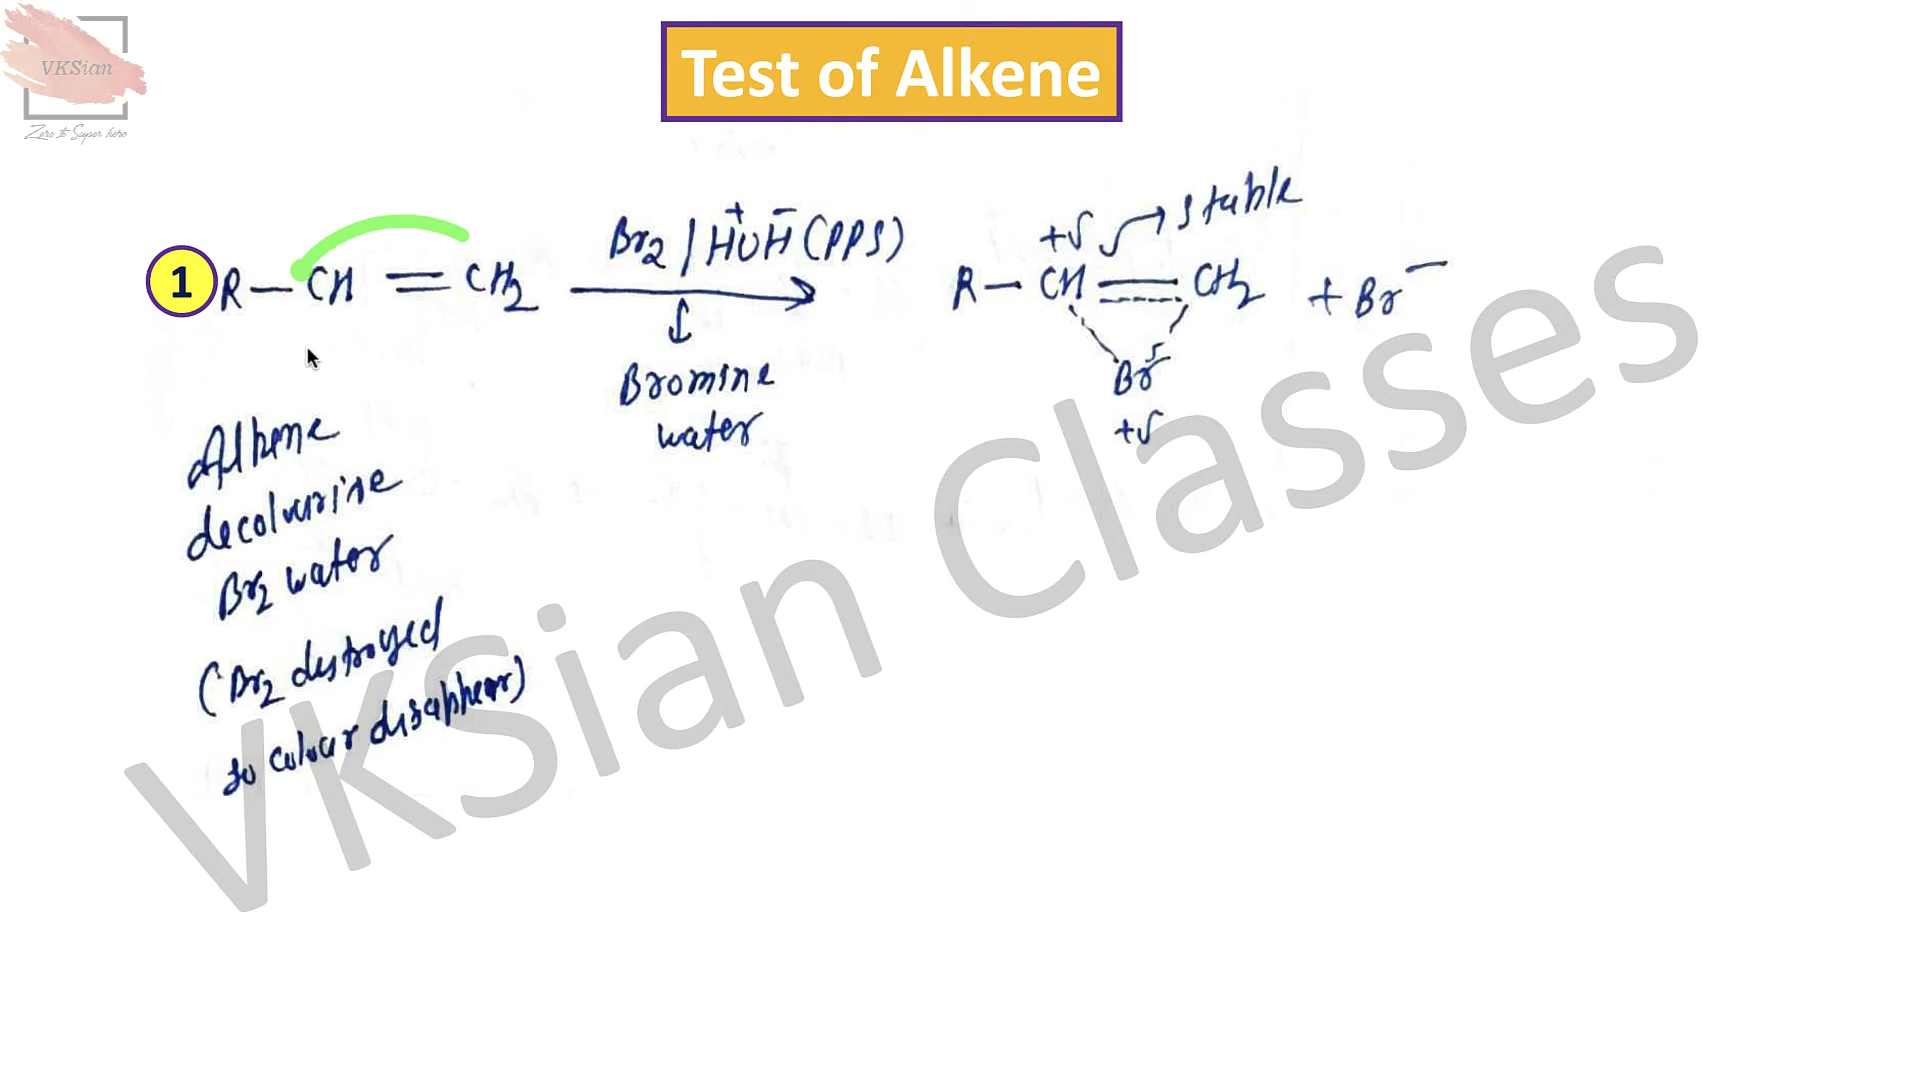 VKSian
Zero to Super hero
Test of Alkene
1
R — CH = CH₂
Br₂ / H⁺OH⁻ (PPS)
Bromine
water
+δ → stable
R — CH = CH₂ + Br⁻
Br
+δ
Alkene
decolourise
Br₂ water
(Br₂ destroyed
so colour disappear)
VKSian Classes